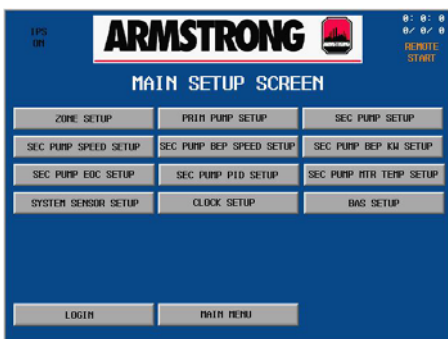 IPS
ON
ARMSTRONG
0: 0: 0
0/ 0/ 0
REMOTE
START
MAIN SETUP SCREEN
ZONE SETUP
PRIM PUMP SETUP
SEC PUMP SETUP
SEC PUMP SPEED SETUP
SEC PUMP BEP SPEED SETUP
SEC PUMP BEP KW SETUP
SEC PUMP EOC SETUP
SEC PUMP PID SETUP
SEC PUMP MTR TEMP SETUP
SYSTEM SENSOR SETUP
CLOCK SETUP
BAS SETUP
LOGIN
MAIN MENU